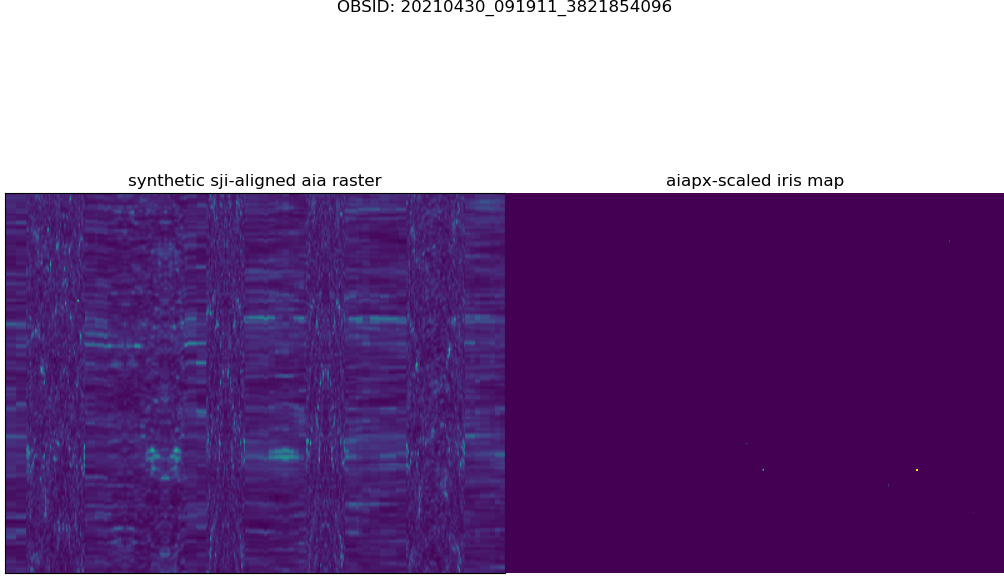 OBSID: 20210430_091911_3821854096
synthetic sji-aligned aia raster
aiapx-scaled iris map